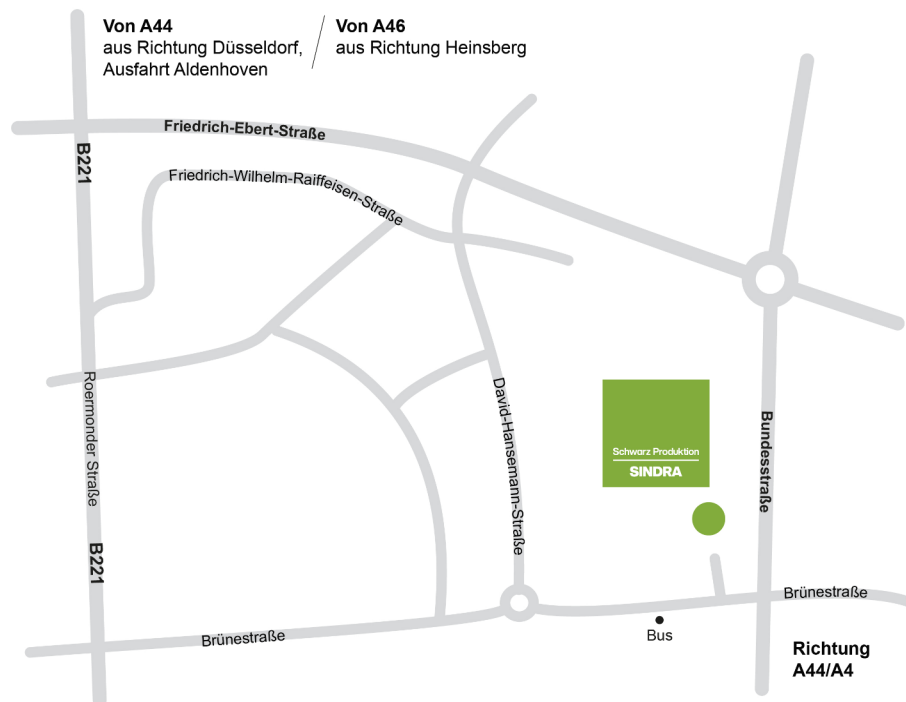 Von A44
aus Richtung Düsseldorf,
Ausfahrt Aldenhoven
Von A46
aus Richtung Heinsberg
Friedrich-Ebert-Straße
B221
Friedrich-Wilhelm-Raiffeisen-Straße
Roermonder Straße
David-Hansemann-Straße
Schwarz Produktion
SINDRA
Bundesstraße
B221
Brünestraße
Brünestraße
Bus
Richtung
A44/A4